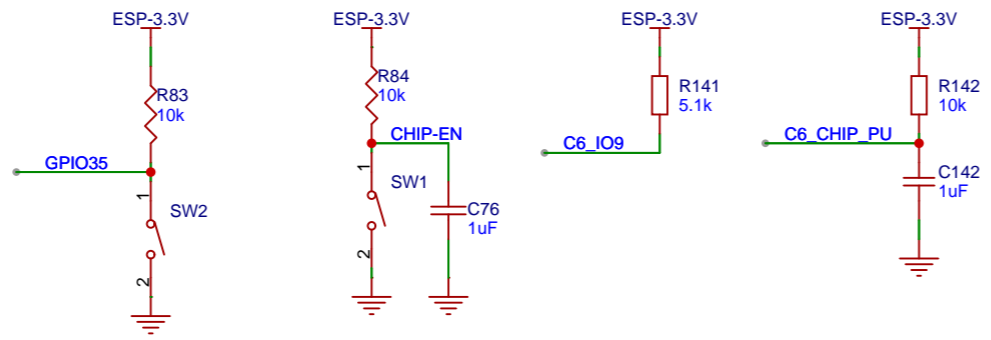 ESP-3.3V
R83
10k
GPIO35
1
SW2
2
ESP-3.3V
R84
10k
CHIP-EN
1
SW1
C76
1uF
2
ESP-3.3V
R141
5.1k
C6_IO9
ESP-3.3V
R142
10k
C6_CHIP_PU
C142
1uF